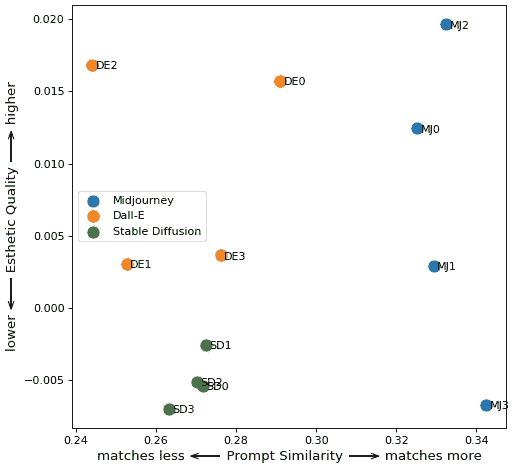 0.020
0.015
0.010
0.005
0.000
−0.005
lower
Esthetic Quality
higher
MJ2
DE2
DE0
MJ0
Midjourney
Dall-E
Stable Diffusion
DE1
DE3
MJ1
SD1
SD2
SD0
SD3
MJ3
0.24 0.26 0.28 0.30 0.32 0.34
matches less Prompt Similarity matches more